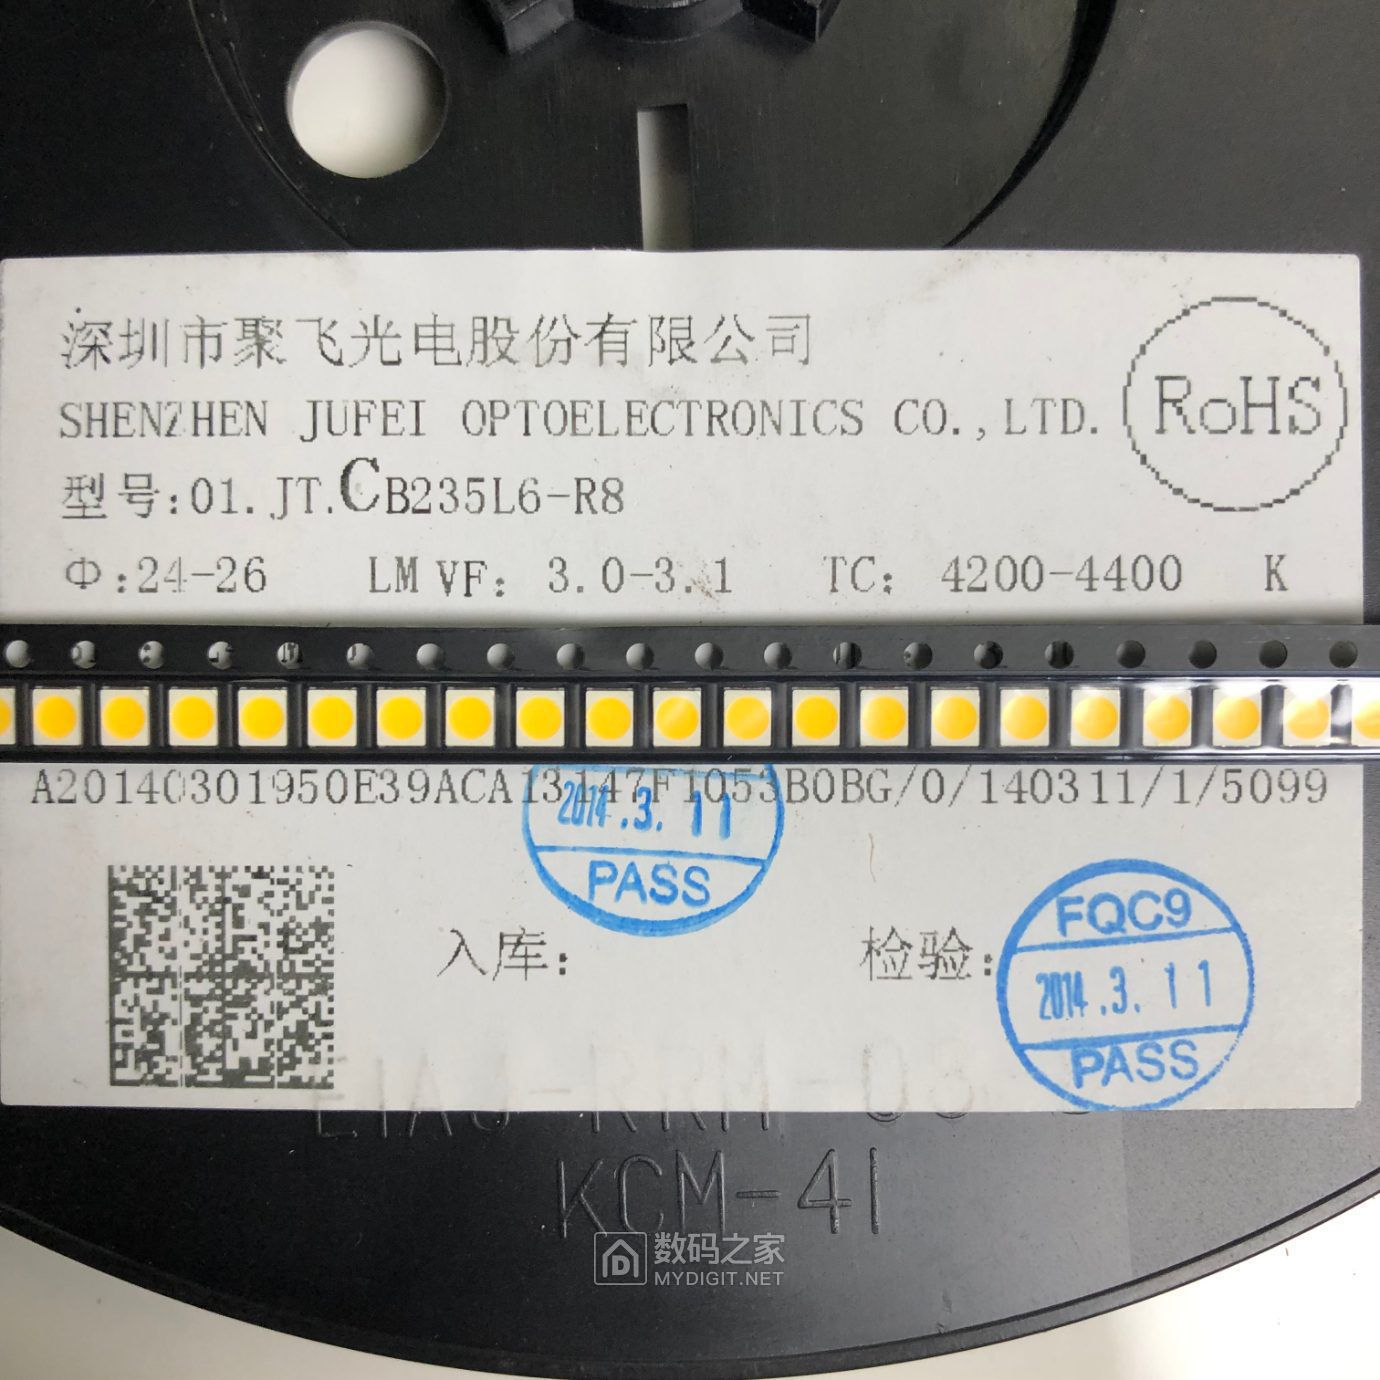 深圳市聚飞光电股份有限公司
SHENZHEN JUFEI OPTOELECTRONICS CO.,LTD.
RoHS
型号:01.JT.CB235L6-R8
Φ:24-26 LM VF: 3.0-3.1 TC: 4200-4400 K
A20140301950E39ACA13147F1053B0BG/0/140311/1/5099
2014.3.11
PASS
入库:
检验:
FQC9
2014.3.11
PASS
KCM-41
数码之家
MYDIGIT.NET